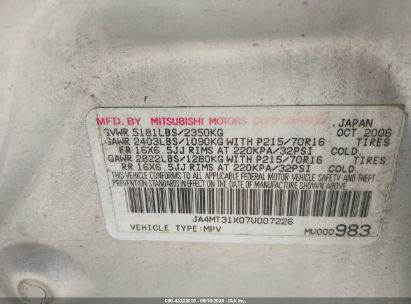 MFD. BY MITSUBISHI MOTORS CORPORATION JAPAN
GVWR 5181LBS/2350KG OCT 2006
GAWR 2403LBS/1090KG WITH P215/70R16 TIRES
FR 16X6.5JJ RIMS AT 220KPA/32PSI COLD.
GAWR 2822LBS/1280KG WITH P215/70R16 TIRES
RR 16X6.5JJ RIMS AT 220KPA/32PSI COLD.
THIS VEHICLE CONFORMS TO ALL APPLICABLE FEDERAL
MOTOR VEHICLE SAFETY AND THEFT PREVENTION
STANDARDS IN EFFECT ON THE DATE OF
MANUFACTURE SHOWN ABOVE.
JA4MT31X07U007226
VEHICLE TYPE:MPV MU000983